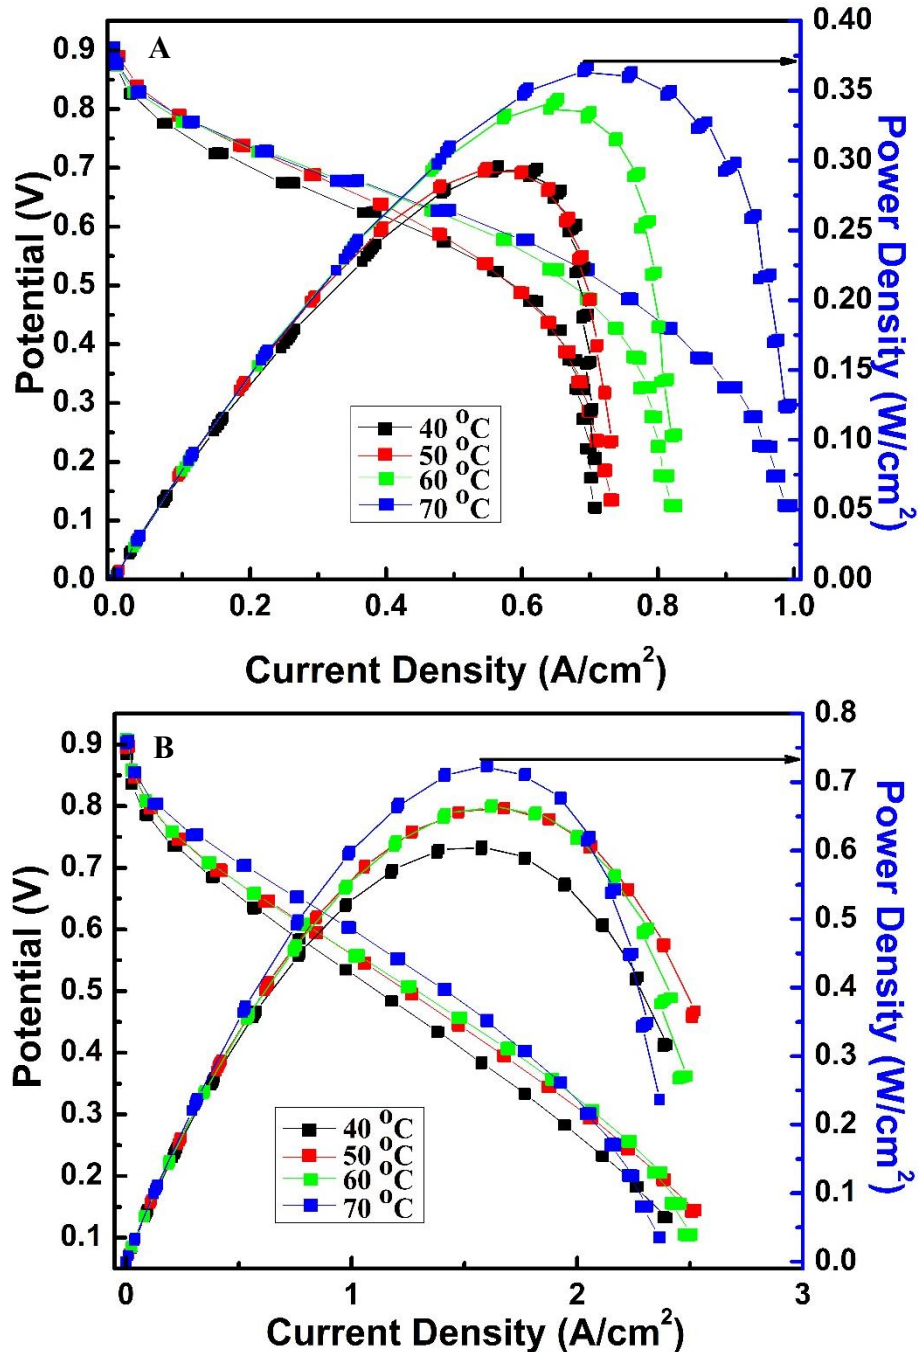 A
Potential (V)
0.9
0.8
0.7
0.6
0.5
0.4
0.3
0.2
0.1
0.0
0.40
0.35
0.30
0.25
0.20
0.15
0.10
0.05
0.00
Power Density (W/cm²)
40 °C
50 °C
60 °C
70 °C
0.0 0.2 0.4 0.6 0.8 1.0
Current Density (A/cm²)
B
Potential (V)
0.9
0.8
0.7
0.6
0.5
0.4
0.3
0.2
0.1
0.8
0.7
0.6
0.5
0.4
0.3
0.2
0.1
0.0
Power Density (W/cm²)
40 °C
50 °C
60 °C
70 °C
0 1 2 3
Current Density (A/cm²)